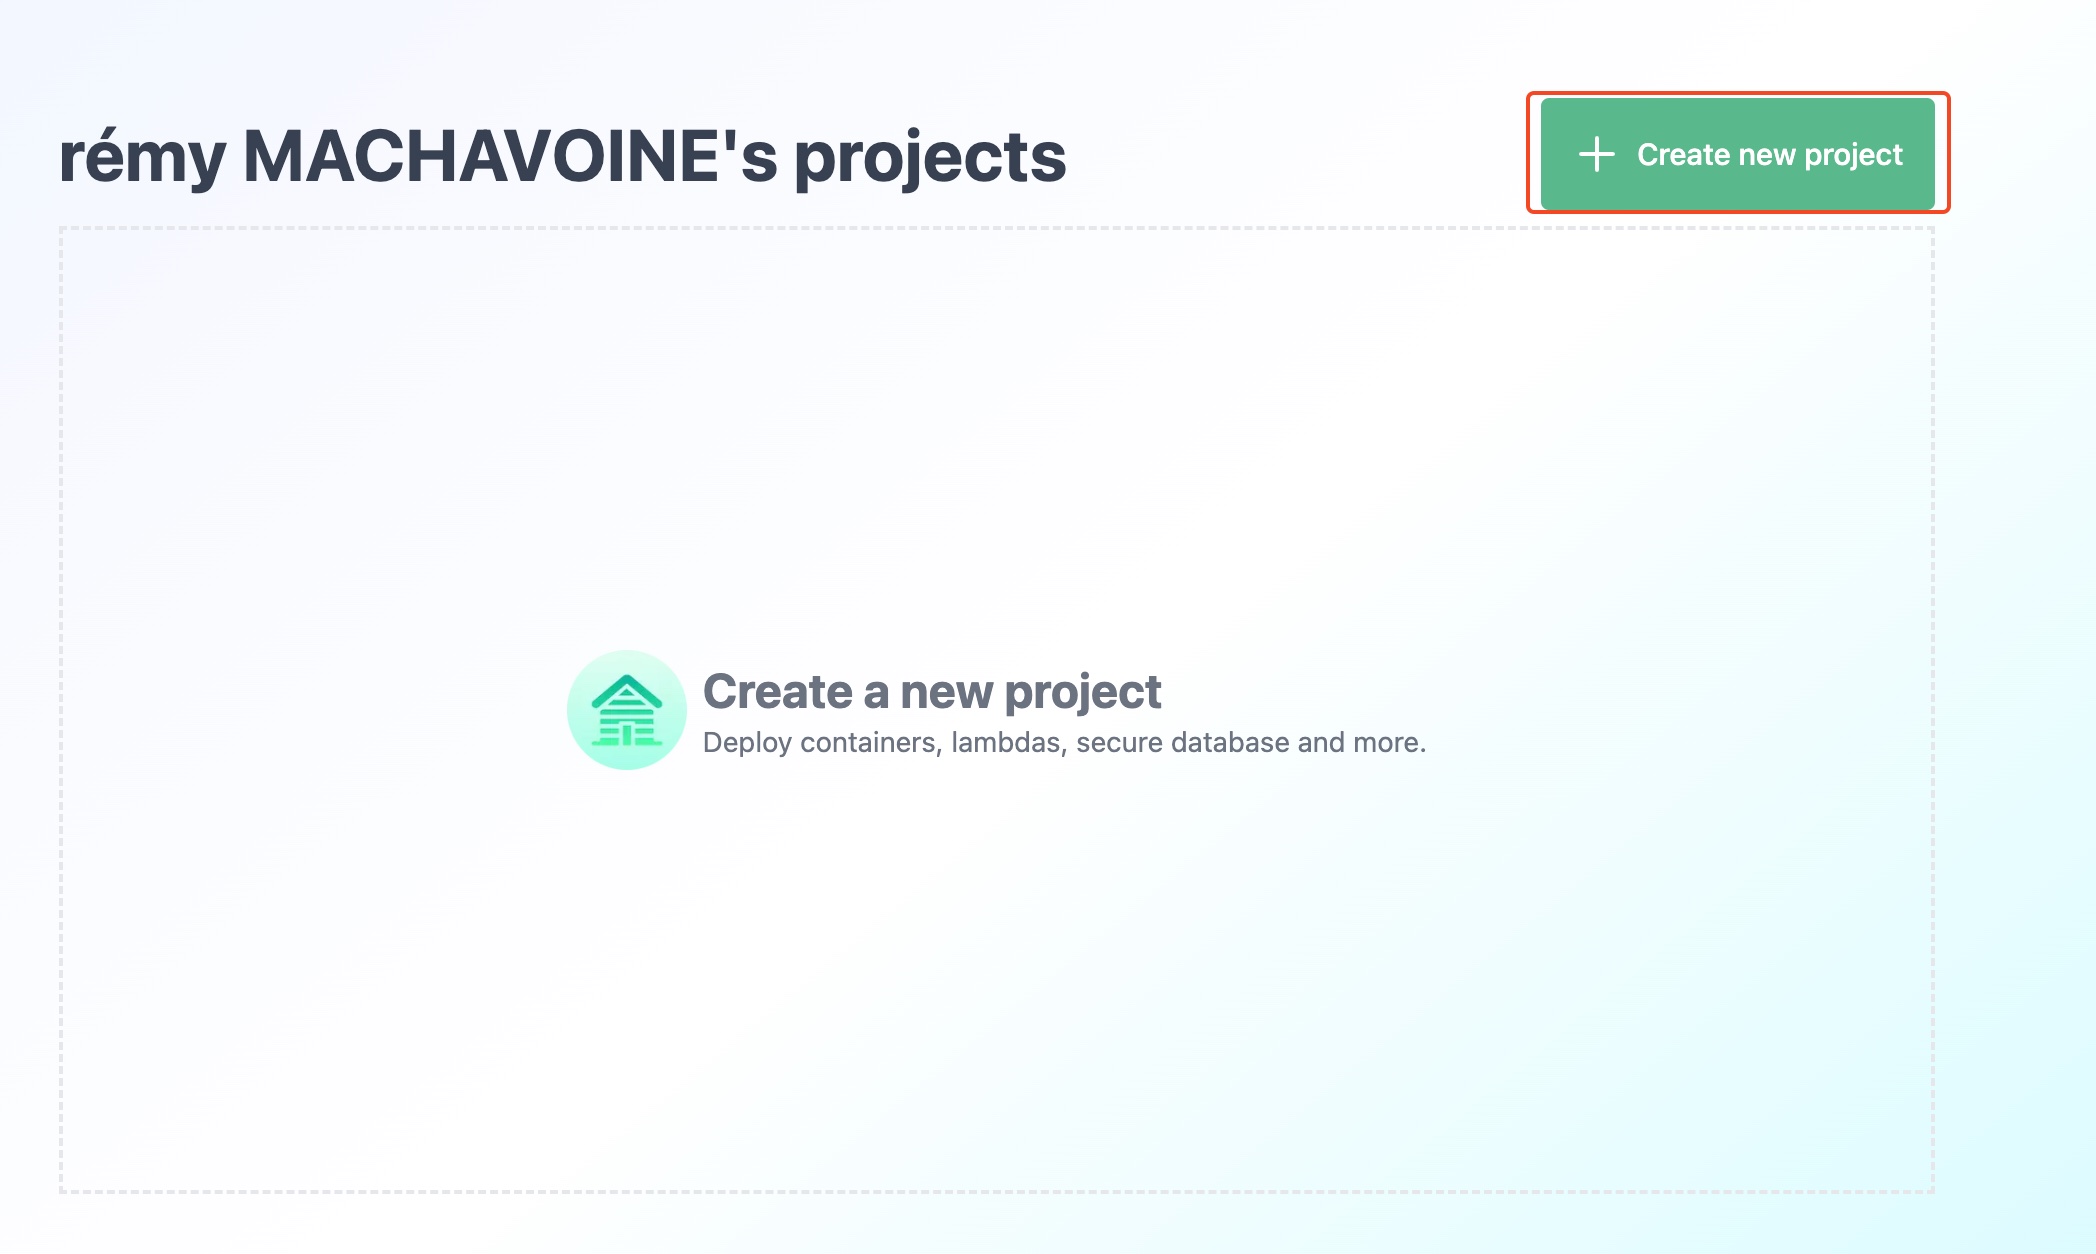 rémy MACHAVOINE's projects
Create new project
Create a new project
Deploy containers, lambdas, secure database and more.